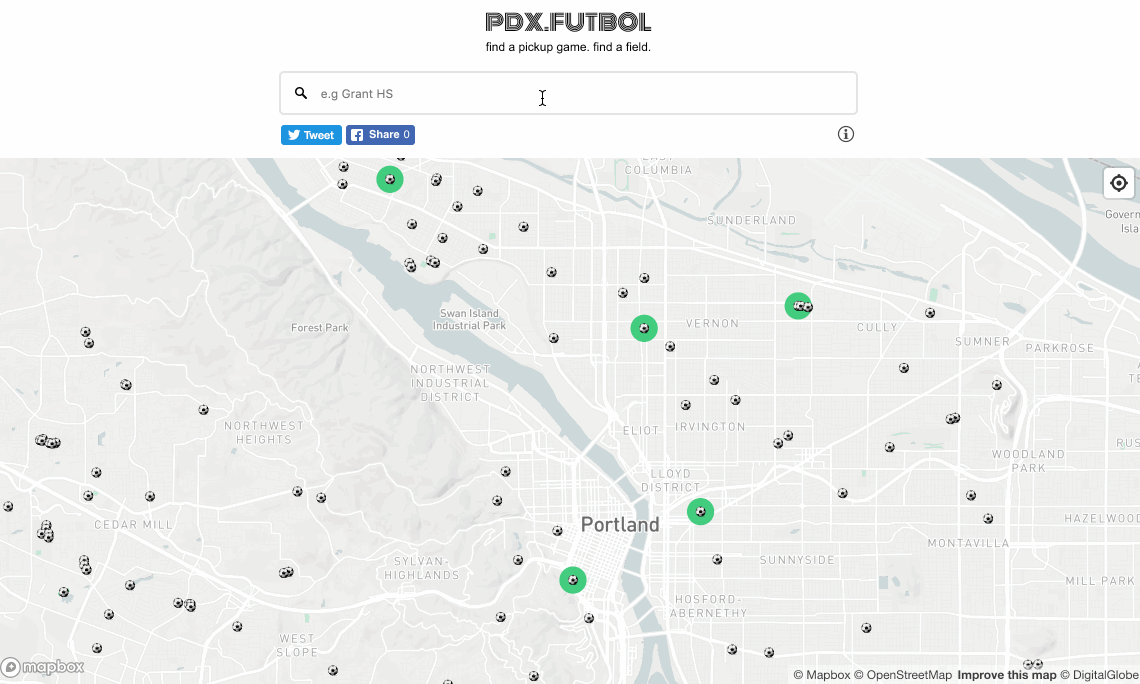 PDX.FUTBOL
find a pickup game. find a field.
e.g Grant HS
Tweet
Share 0
EAST
COLUMBIA
SUNDERLAND
Govern
Isla
Swan Island
Industrial Park
Forest Park
VERNON
CULLY
SUMNER
PARKROSE
NORTHWEST
INDUSTRIAL
DISTRICT
NORTHWEST
HEIGHTS
ELIOT
IRVINGTON
RUS
WOODLAND
PARK
LLOYD
DISTRICT
CEDAR MILL
Portland
HAZELWOOD
MONTAVILLA
SYLVAN-
HIGHLANDS
SUNNYSIDE
MILL PARK
HOSFORD-
ABERNETHY
WEST
SLOPE
mapbox
© Mapbox © OpenStreetMap Improve this map © DigitalGlobe